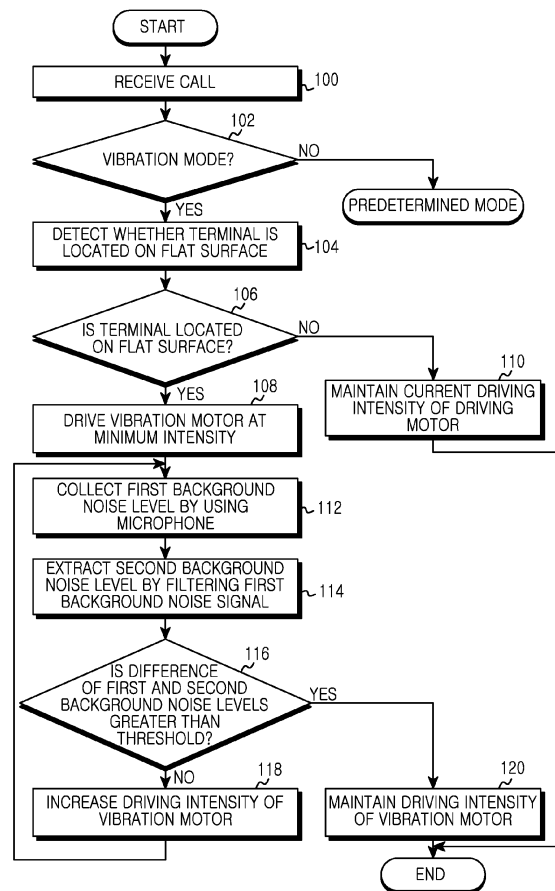 START
RECEIVE CALL
100
102
VIBRATION MODE?
NO
PREDETERMINED MODE
YES
DETECT WHETHER TERMINAL IS
LOCATED ON FLAT SURFACE
104
106
IS TERMINAL LOCATED
ON FLAT SURFACE?
NO
YES
108
DRIVE VIBRATION MOTOR AT
MINIMUM INTENSITY
110
MAINTAIN CURRENT DRIVING
INTENSITY OF DRIVING
MOTOR
COLLECT FIRST BACKGROUND
NOISE LEVEL BY USING
MICROPHONE
112
EXTRACT SECOND BACKGROUND
NOISE LEVEL BY FILTERING FIRST
BACKGROUND NOISE SIGNAL
114
116
IS DIFFERENCE
OF FIRST AND SECOND
BACKGROUND NOISE LEVELS
GREATER THAN
THRESHOLD?
YES
NO
118
INCREASE DRIVING INTENSITY OF
VIBRATION MOTOR
120
MAINTAIN DRIVING INTENSITY
OF VIBRATION MOTOR
END